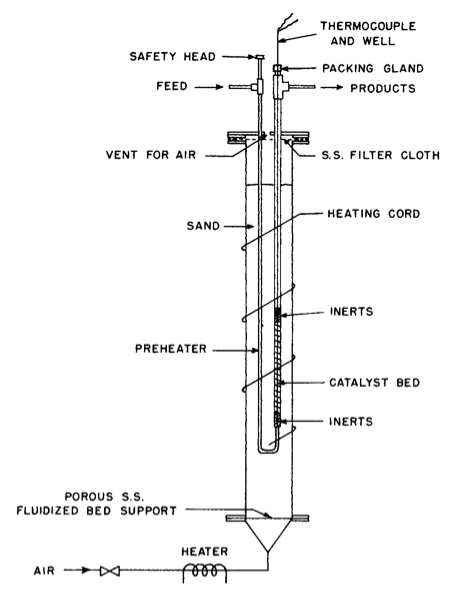 THERMOCOUPLE
AND WELL
SAFETY HEAD
PACKING GLAND
FEED
PRODUCTS
VENT FOR AIR
S.S. FILTER CLOTH
HEATING CORD
SAND
INERTS
PREHEATER
CATALYST BED
INERTS
POROUS S.S.
FLUIDIZED BED SUPPORT
HEATER
AIR